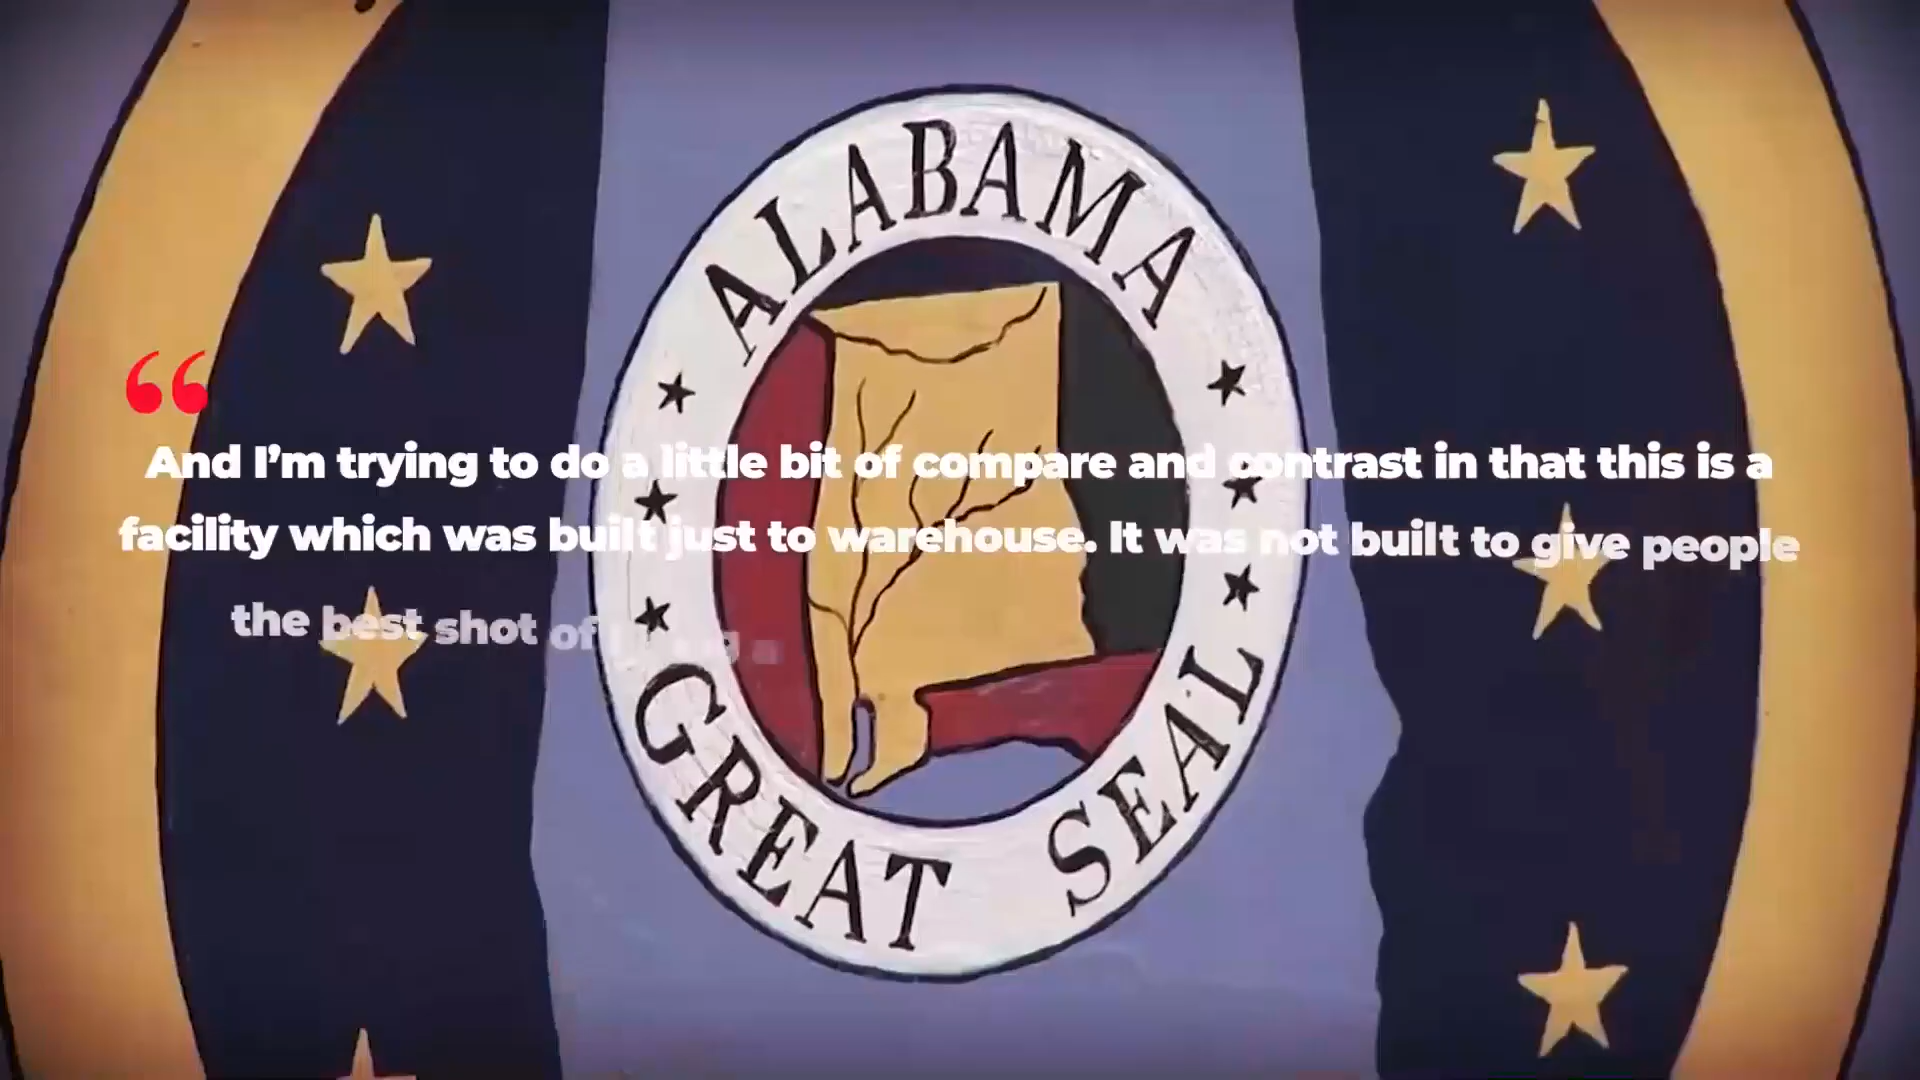 ALABAMA
“
And I’m trying to do a little bit of compare and contrast in that this is a
facility which was built just to warehouse. It was not built to give people
the best shot of
GREAT SEAL